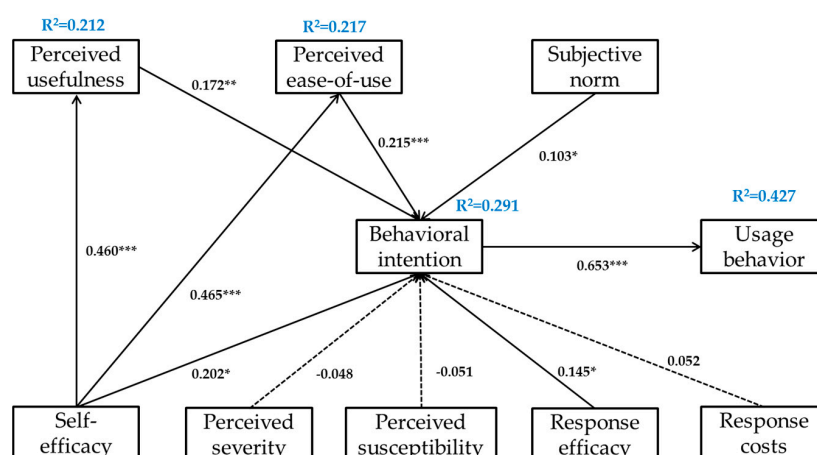 R²=0.212
R²=0.217
Perceived
usefulness
Perceived
ease-of-use
Subjective
norm
0.172**
0.215***
0.103*
R²=0.291
R²=0.427
Behavioral
intention
Usage
behavior
0.460***
0.653***
0.465***
0.202*
-0.048
-0.051
0.145*
0.052
Self-
efficacy
Perceived
severity
Perceived
susceptibility
Response
efficacy
Response
costs